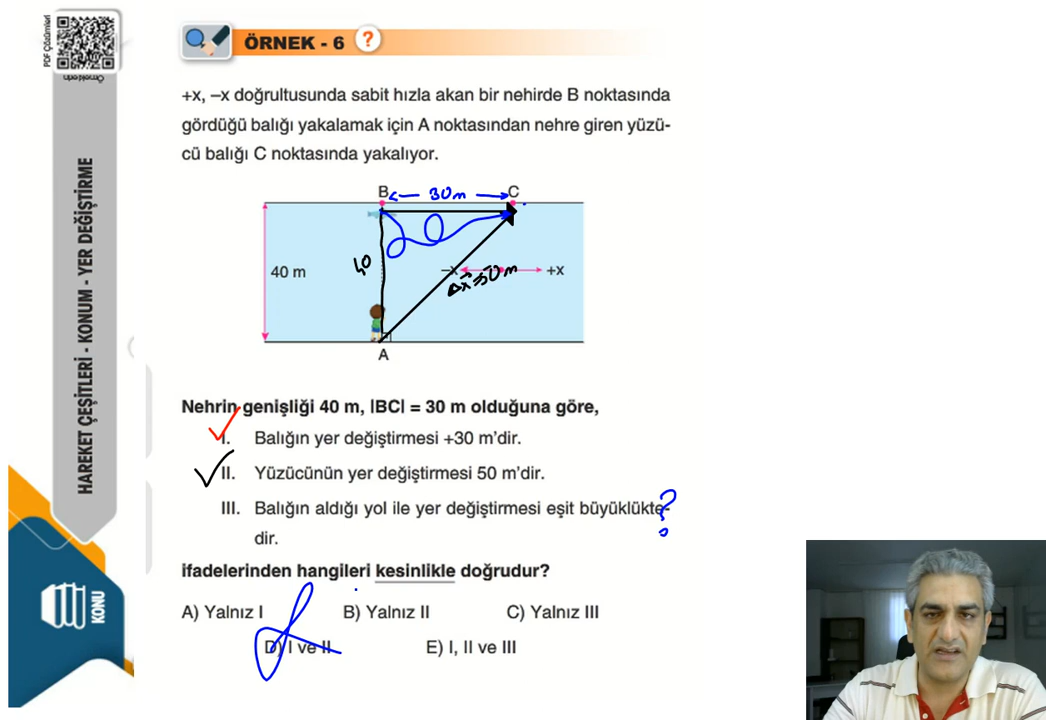 PDF Çözümleri
Örneklerin
HAREKET ÇEŞİTLERİ - KONUM - YER DEĞİŞTİRME
KONU
ÖRNEK - 6 ?
+x, –x doğrultusunda sabit hızla akan bir nehirde B noktasında
gördüğü balığı yakalamak için A noktasından nehre giren yüzü-
cü balığı C noktasında yakalıyor.
B 30m C
40 m
40
–x +x
Δx = 50 m
A
Nehrin genişliği 40 m, |BC| = 30 m olduğuna göre,
I. Balığın yer değiştirmesi +30 m'dir.
II. Yüzücünün yer değiştirmesi 50 m'dir.
III. Balığın aldığı yol ile yer değiştirmesi eşit büyüklükte- ?
dir.
ifadelerinden hangileri kesinlikle doğrudur?
A) Yalnız I B) Yalnız II C) Yalnız III
D) I ve II E) I, II ve III